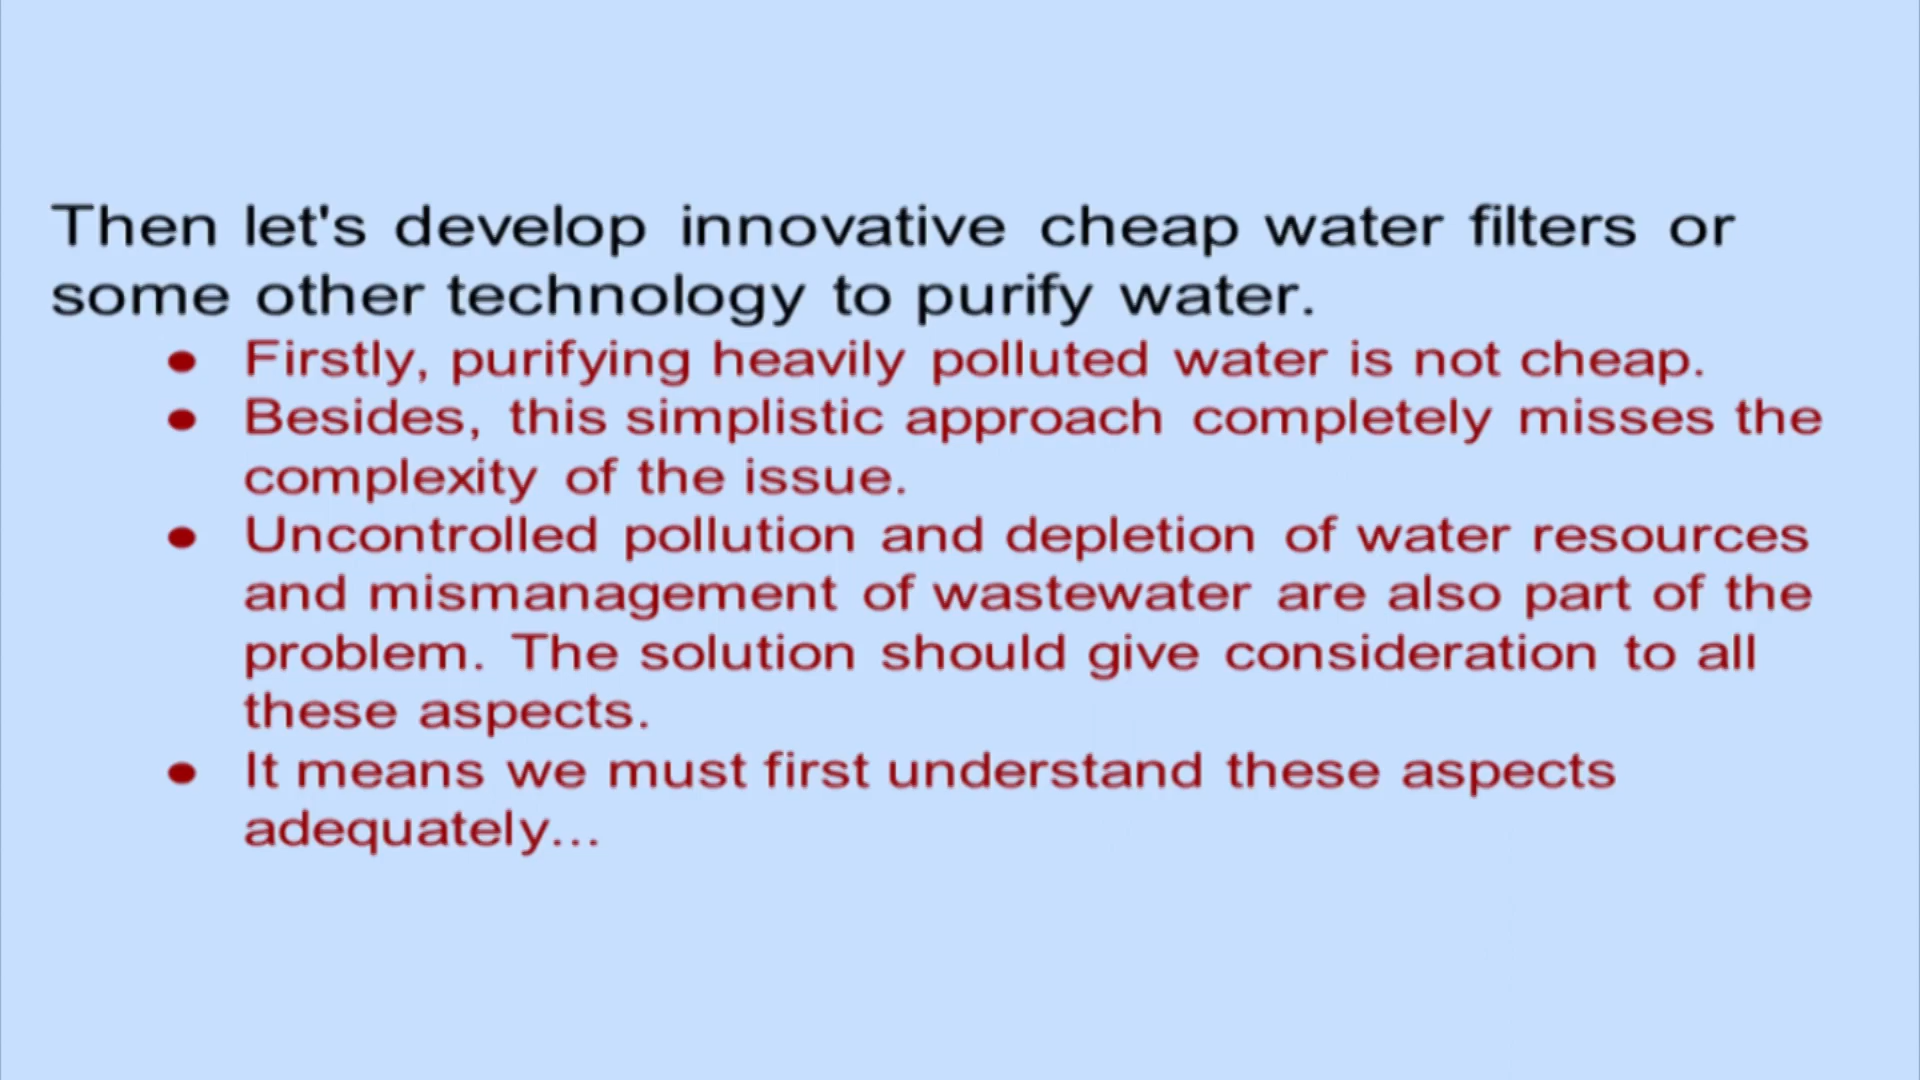 Then let's develop innovative cheap water filters or
some other technology to purify water.
● Firstly, purifying heavily polluted water is not cheap.
● Besides, this simplistic approach completely misses the
complexity of the issue.
● Uncontrolled pollution and depletion of water resources
and mismanagement of wastewater are also part of the
problem. The solution should give consideration to all
these aspects.
● It means we must first understand these aspects
adequately...